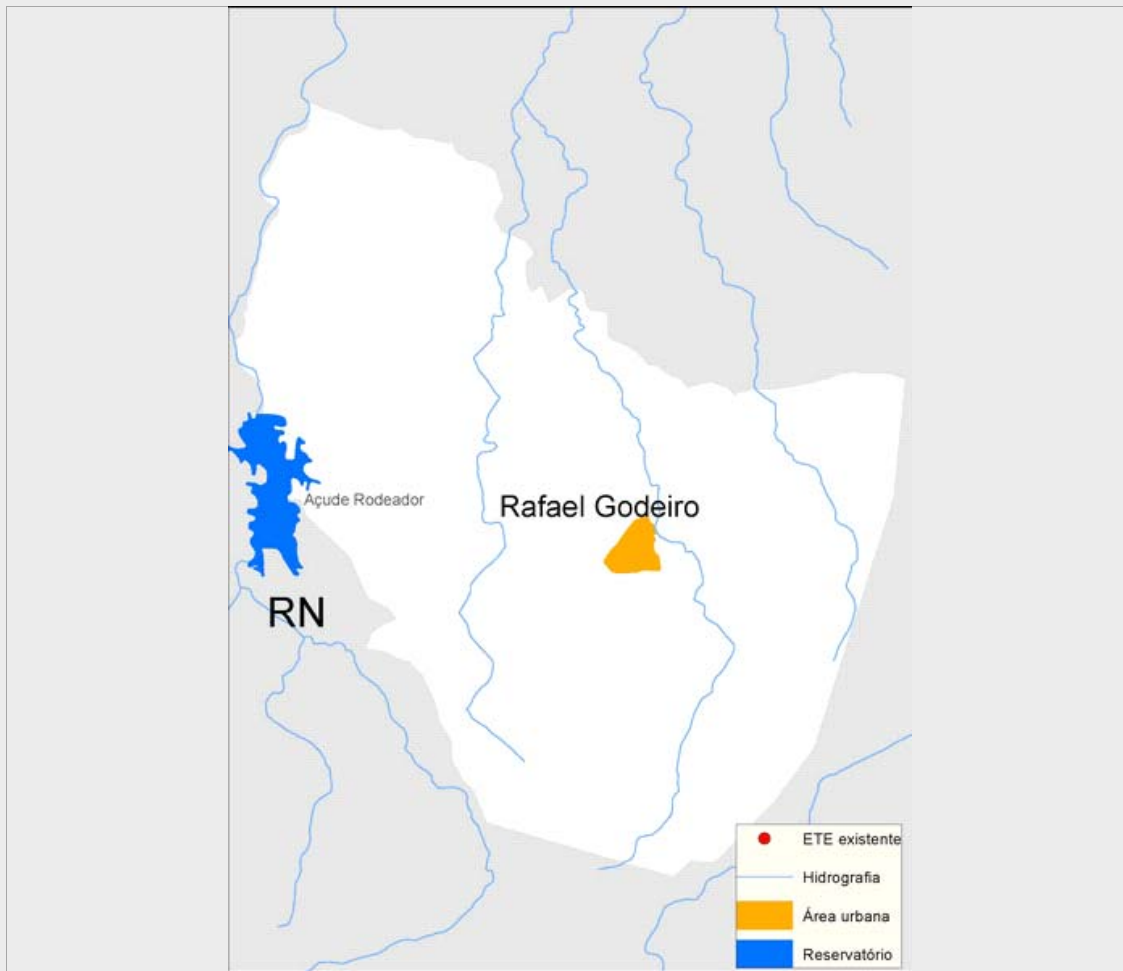 Açude Rodeador
Rafael Godeiro
RN
ETE existente
Hidrografia
Área urbana
Reservatório